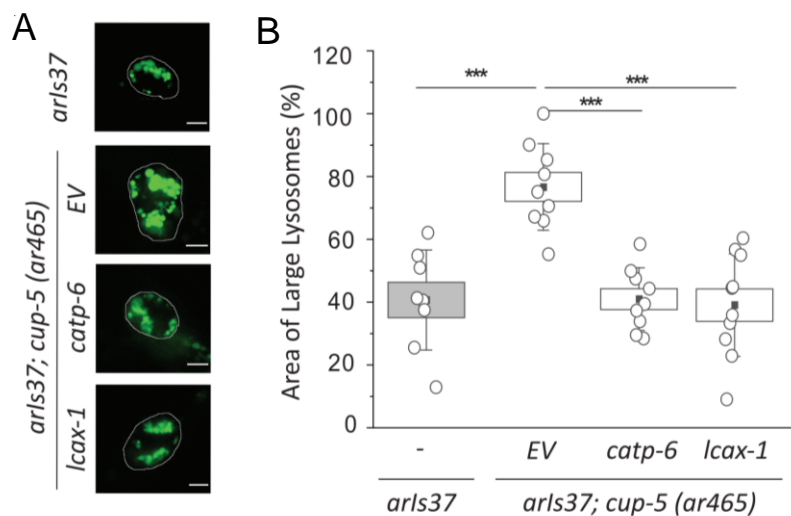 A
arIs37
arIs37; cup-5 (ar465)
EV
catp-6
lcax-1
B
Area of Large Lysosomes (%)
120
100
80
60
40
20
0
***
***
***
-
EV
catp-6
lcax-1
arIs37
arIs37; cup-5 (ar465)